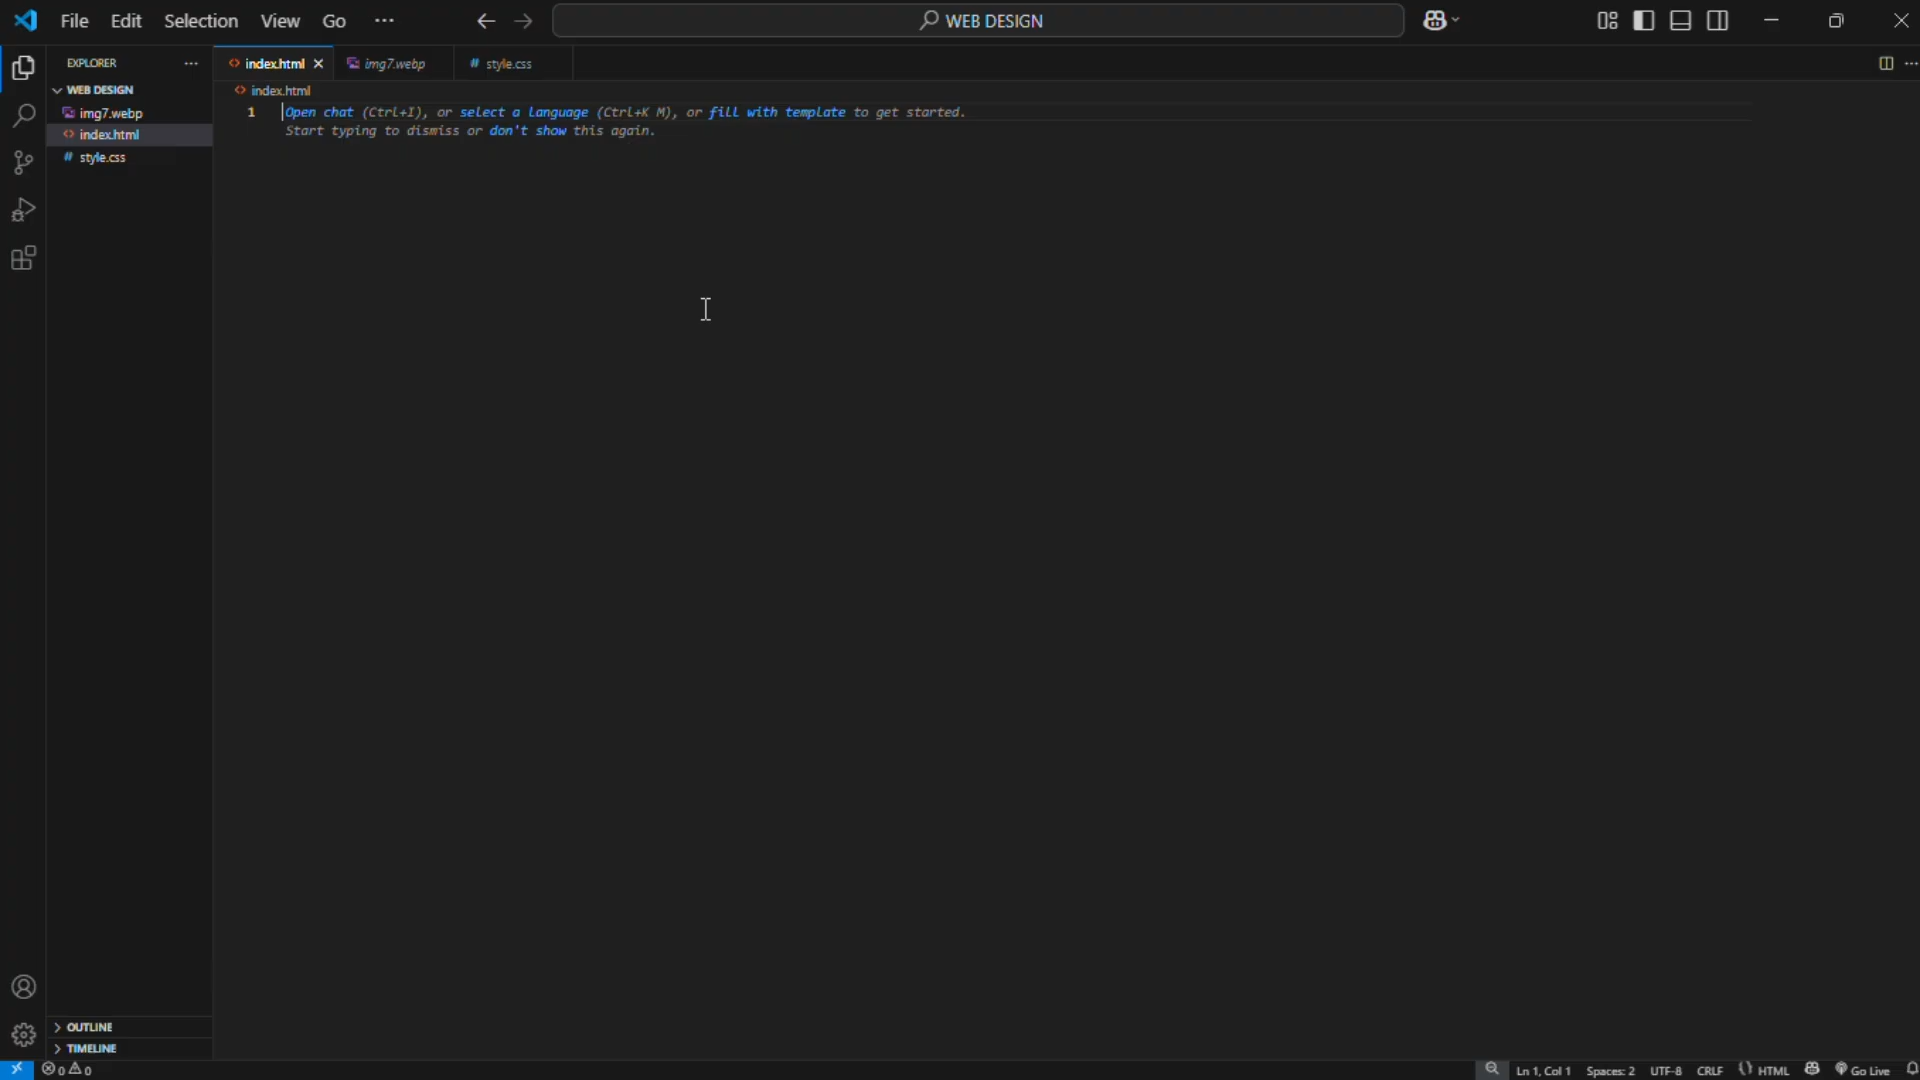 File Edit Selection View Go
WEB DESIGN
EXPLORER
WEB DESIGN
img7.webp
index.html
style.css
index.html img7.webp style.css
index.html
1 Open chat (Ctrl+I), or select a language (Ctrl+K M), or fill with template to get started.
Start typing to dismiss or don't show this again.
OUTLINE
TIMELINE
0 0 Ln 1, Col 1 Spaces: 2 UTF-8 CRLF HTML Go Live